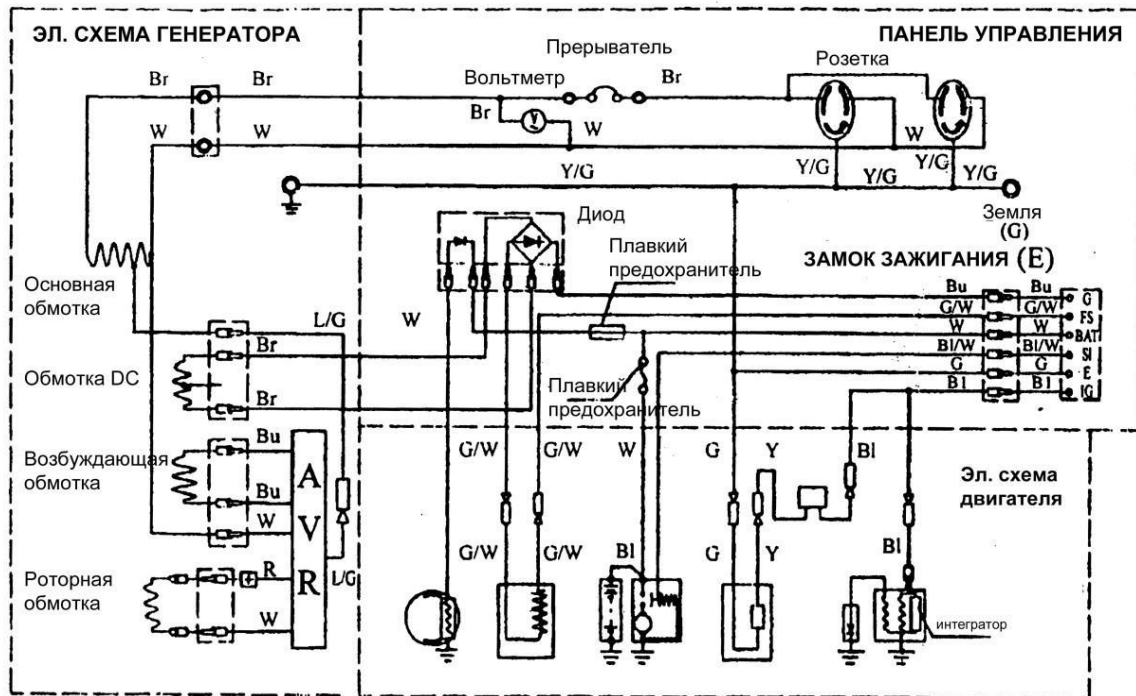 ЭЛ. СХЕМА ГЕНЕРАТОРА
ПАНЕЛЬ УПРАВЛЕНИЯ
Прерыватель
Розетка
Вольтметр
Br
Br
Br
Br
V
W
W
W
W
Y/G
Y/G
Y/G
Y/G
Земля
(G)
Диод
Плавкий
предохранитель
ЗАМОК ЗАЖИГАНИЯ (E)
Основная
обмотка
W
L/G
Bu
Bu
G
G/W
G/W
FS
W
W
BAT
Bl/W
Bl/W
SI
G
G
E
Bl
Bl
IG
Обмотка DC
Br
Br
Плавкий
предохранитель
Возбуждающая
обмотка
Bu
Bu
W
A
V
R
L/G
G/W
G/W
W
G
Y
Bl
Эл. схема
двигателя
G/W
G/W
Bl
G
Y
Bl
Роторная
обмотка
R
W
интегратор